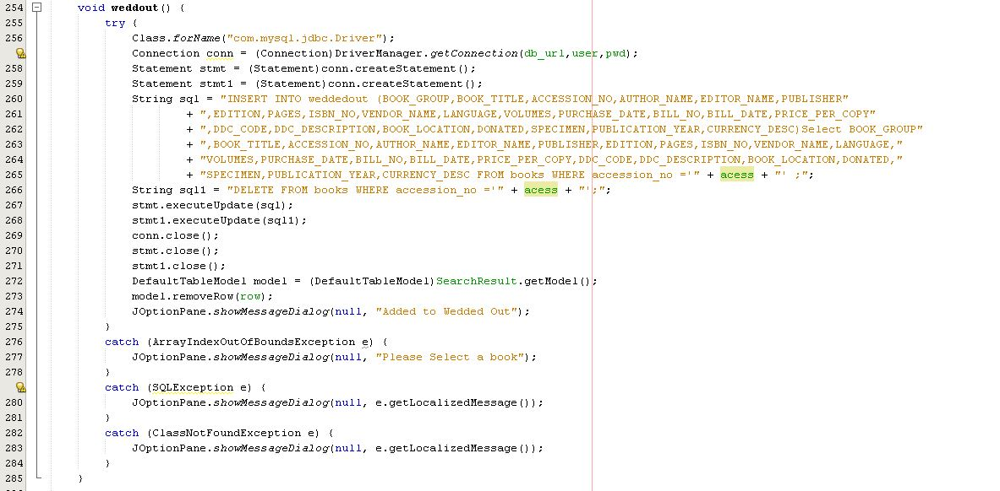 254 void weddout() {
255 try {
256 Class.forName("com.mysql.jdbc.Driver");
Connection conn = (Connection)DriverManager.getConnection(db_url,user,pwd);
258 Statement stmt = (Statement)conn.createStatement();
259 Statement stmt1 = (Statement)conn.createStatement();
260 String sql = "INSERT INTO weddedout (BOOK_GROUP,BOOK_TITLE,ACCESSION_NO,AUTHOR_NAME,EDITOR_NAME,PUBLISHER"
261 + ",EDITION,PAGES,ISBN_NO,VENDOR_NAME,LANGUAGE,VOLUMES,PURCHASE_DATE,BILL_NO,BILL_DATE,PRICE_PER_COPY"
262 + ",DDC_CODE,DDC_DESCRIPTION,BOOK_LOCATION,DONATED,SPECIMEN,PUBLICATION_YEAR,CURRENCY_DESC)Select BOOK_GROUP"
263 + ",BOOK_TITLE,ACCESSION_NO,AUTHOR_NAME,EDITOR_NAME,PUBLISHER,EDITION,PAGES,ISBN_NO,VENDOR_NAME,LANGUAGE,"
264 + "VOLUMES,PURCHASE_DATE,BILL_NO,BILL_DATE,PRICE_PER_COPY,DDC_CODE,DDC_DESCRIPTION,BOOK_LOCATION,DONATED,"
265 + "SPECIMEN,PUBLICATION_YEAR,CURRENCY_DESC FROM books WHERE accession_no ='" + acess + "' ;";
266 String sql1 = "DELETE FROM books WHERE accession_no ='" + acess + "';";
267 stmt.executeUpdate(sql);
268 stmt1.executeUpdate(sql1);
269 conn.close();
270 stmt.close();
271 stmt1.close();
272 DefaultTableModel model = (DefaultTableModel)SearchResult.getModel();
273 model.removeRow(row);
274 JOptionPane.showMessageDialog(null, "Added to Wedded Out");
275 }
276 catch (ArrayIndexOutOfBoundsException e) {
277 JOptionPane.showMessageDialog(null, "Please Select a book");
278 }
catch (SQLException e) {
280 JOptionPane.showMessageDialog(null, e.getLocalizedMessage());
281 }
282 catch (ClassNotFoundException e) {
283 JOptionPane.showMessageDialog(null, e.getLocalizedMessage());
284 }
285 }